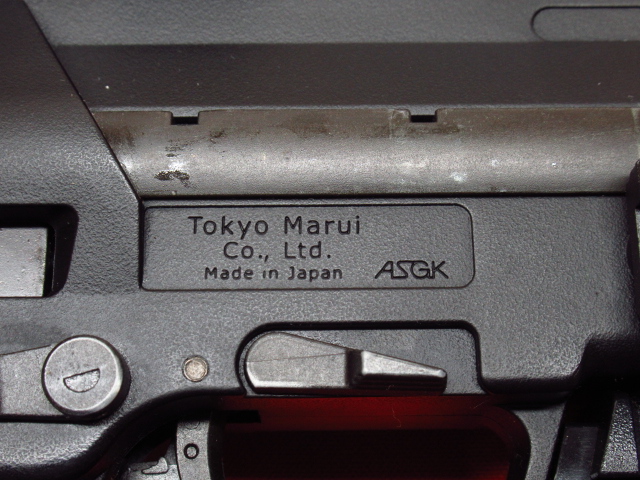 Tokyo Marui
Co., Ltd.
Made in Japan
ASGK